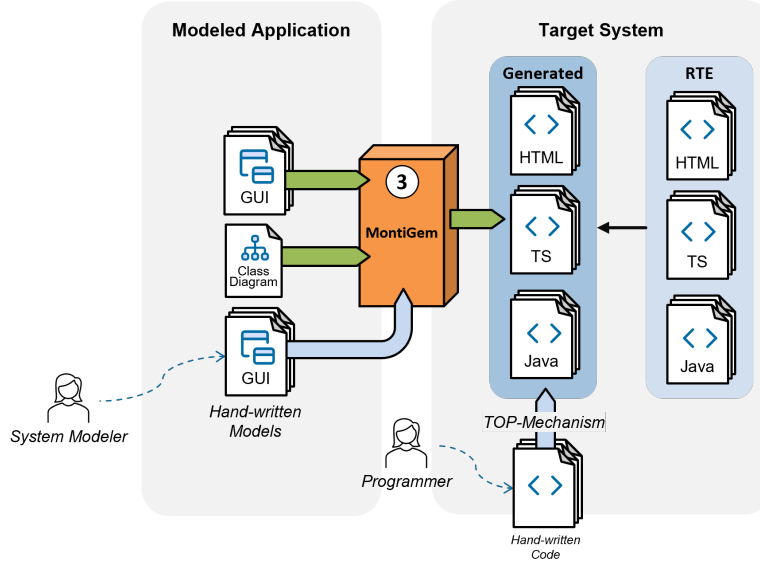 Modeled Application
Target System
Generated
RTE
HTML
HTML
GUI
3
MontiGem
TS
TS
Class
Diagram
GUI
Java
Java
Hand-written
Models
System Modeler
TOP-Mechanism
Programmer
Hand-written
Code